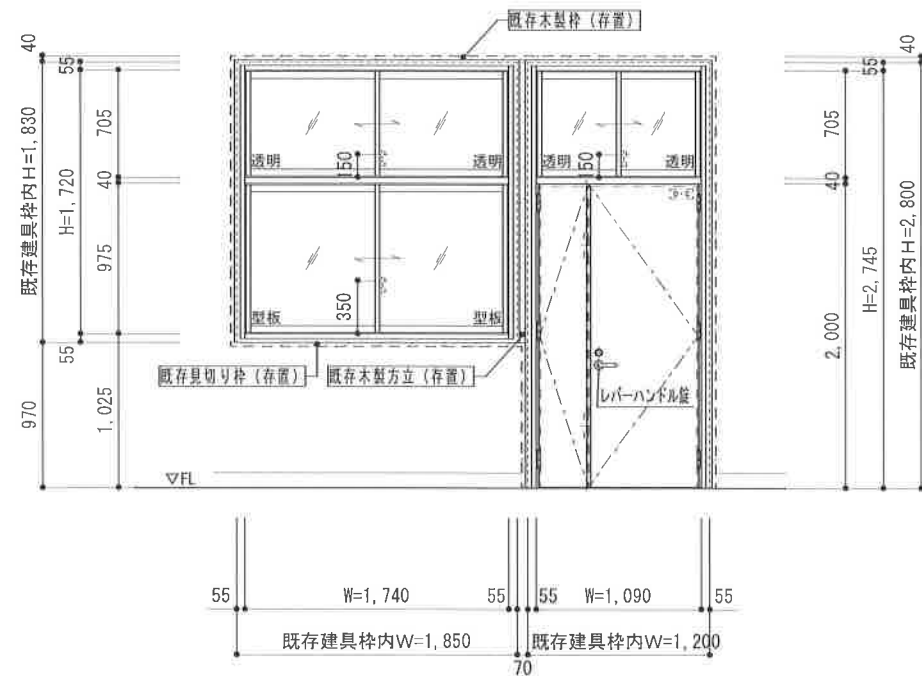 既存木製枠 (存置)
40
55
既存建具枠内H=1,830
H=1,720
705
40
975
55
970
1,025
透明
透明
150
型板
型板
350
透明
透明
150
既存見切り枠 (存置)
既存木製方立 (存置)
レバーハンドル錠
▽FL
40
55
705
40
2,000
H=2,745
既存建具枠内H=2,800
55
W=1,740
55
55
W=1,090
55
既存建具枠内W=1,850
70
既存建具枠内W=1,200